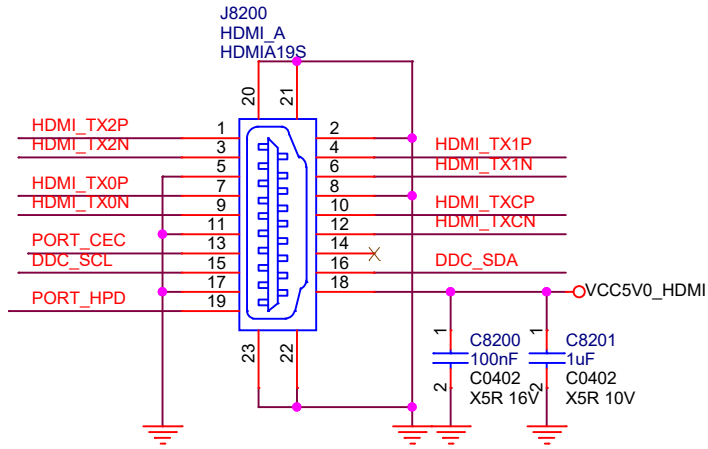 J8200
HDMI_A
HDMIA19S
20
21
HDMI_TX2P
1
2
HDMI_TX2N
3
4
HDMI_TX1P
5
6
HDMI_TX1N
HDMI_TX0P
7
8
HDMI_TX0N
9
10
HDMI_TXCP
11
12
HDMI_TXCN
PORT_CEC
13
14
DDC_SCL
15
16
DDC_SDA
17
18
VCC5V0_HDMI
PORT_HPD
19
23
22
1
2
C8200
100nF
C0402
X5R 16V
1
2
C8201
1uF
C0402
X5R 10V